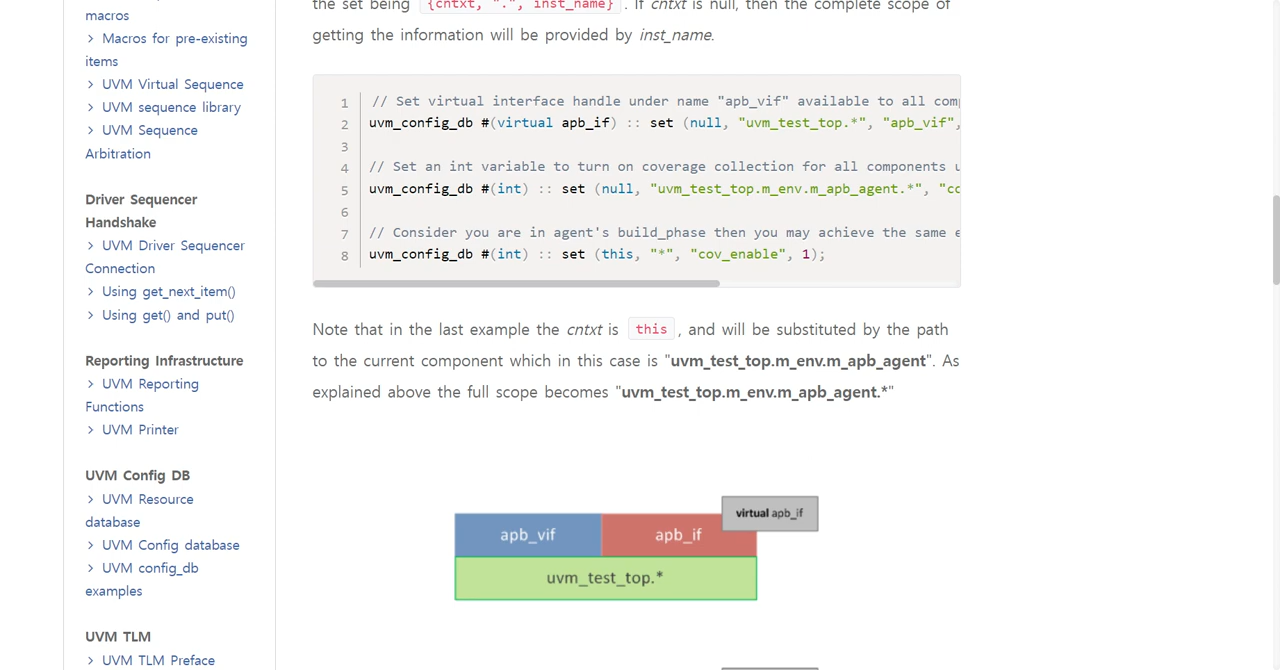 macros
> Macros for pre-existing
items
> UVM Virtual Sequence
> UVM sequence library
> UVM Sequence
Arbitration
Driver Sequencer
Handshake
> UVM Driver Sequencer
Connection
> Using get_next_item()
> Using get() and put()
Reporting Infrastructure
> UVM Reporting
Functions
> UVM Printer
UVM Config DB
> UVM Resource
database
> UVM Config database
> UVM config_db
examples
UVM TLM
> UVM TLM Preface
the set being {cntxt, ".", inst_name} . If cntxt is null, then the complete scope of
getting the information will be provided by inst_name.
1 // Set virtual interface handle under name "apb_vif" available to all com
2 uvm_config_db #(virtual apb_if) :: set (null, "uvm_test_top.*", "apb_vif",
3
4 // Set an int variable to turn on coverage collection for all components u
5 uvm_config_db #(int) :: set (null, "uvm_test_top.m_env.m_apb_agent.*", "co
6
7 // Consider you are in agent's build_phase then you may achieve the same e
8 uvm_config_db #(int) :: set (this, "*", "cov_enable", 1);
Note that in the last example the cntxt is this , and will be substituted by the path
to the current component which in this case is "uvm_test_top.m_env.m_apb_agent". As
explained above the full scope becomes "uvm_test_top.m_env.m_apb_agent.*"
virtual apb_if
apb_vif apb_if
uvm_test_top.*